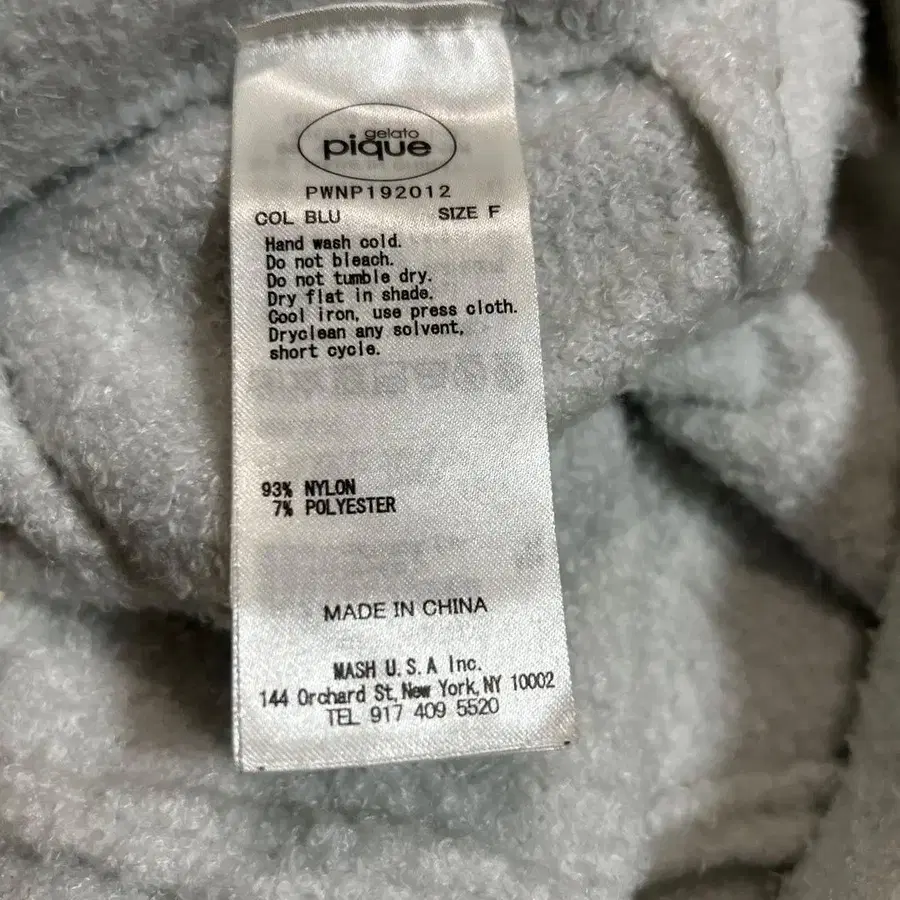 gelato
pique
PWNP192012
COL BLU SIZE F
Hand wash cold.
Do not bleach.
Do not tumble dry.
Dry flat in shade.
Cool iron, use press cloth.
Dryclean any solvent,
short cycle.
93% NYLON
7% POLYESTER
MADE IN CHINA
MASH U.S.A Inc.
144 Orchard St, New York, NY 10002
TEL 917 409 5520